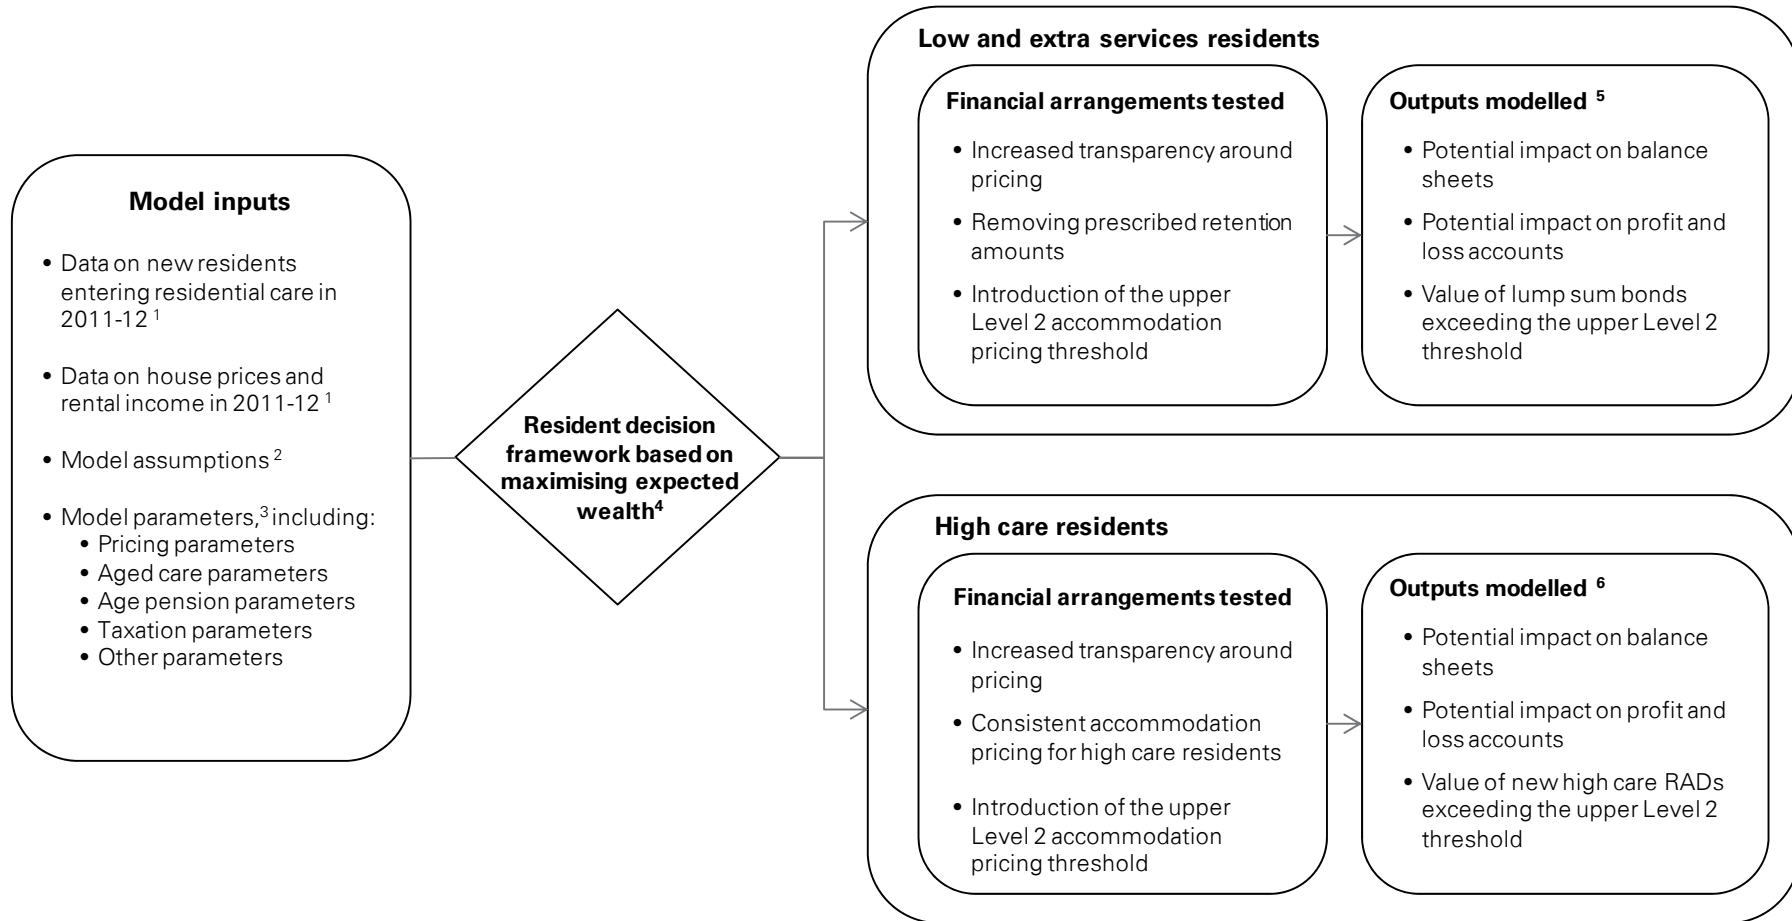 Model inputs
• Data on new residents
entering residential care in
2011-12 1
• Data on house prices and
rental income in 2011-12 1
• Model assumptions 2
• Model parameters,3 including:
• Pricing parameters
• Aged care parameters
• Age pension parameters
• Taxation parameters
• Other parameters
Resident decision
framework based on
maximising expected
wealth4
Low and extra services residents
Financial arrangements tested
• Increased transparency around
pricing
• Removing prescribed retention
amounts
• Introduction of the upper
Level 2 accommodation
pricing threshold
Outputs modelled 5
• Potential impact on balance
sheets
• Potential impact on profit and
loss accounts
• Value of lump sum bonds
exceeding the upper Level 2
threshold
High care residents
Financial arrangements tested
• Increased transparency around
pricing
• Consistent accommodation
pricing for high care residents
• Introduction of the upper
Level 2 accommodation
pricing threshold
Outputs modelled 6
• Potential impact on balance
sheets
• Potential impact on profit and
loss accounts
• Value of new high care RADs
exceeding the upper Level 2
threshold